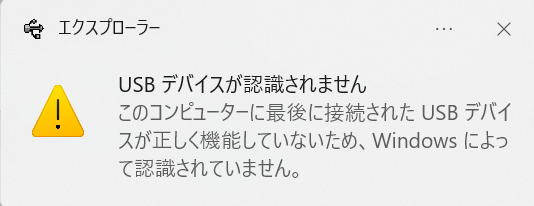 エクスプローラー
USB デバイスが認識されません
このコンピューターに最後に接続された USB デバイ
スが正しく機能していないため、Windows によっ
て認識されていません。